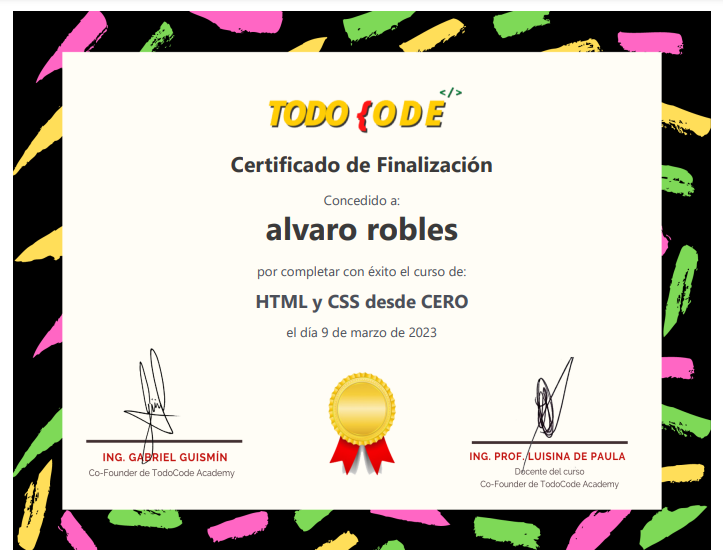 </>
TODO {ODE
Certificado de Finalización
Concedido a:
alvaro robles
por completar con éxito el curso de:
HTML y CSS desde CERO
el día 9 de marzo de 2023
ING. GABRIEL GUISMÍN
Co-Founder de TodoCode Academy
ING. PROF. LUISINA DE PAULA
Docente del curso
Co-Founder de TodoCode Academy